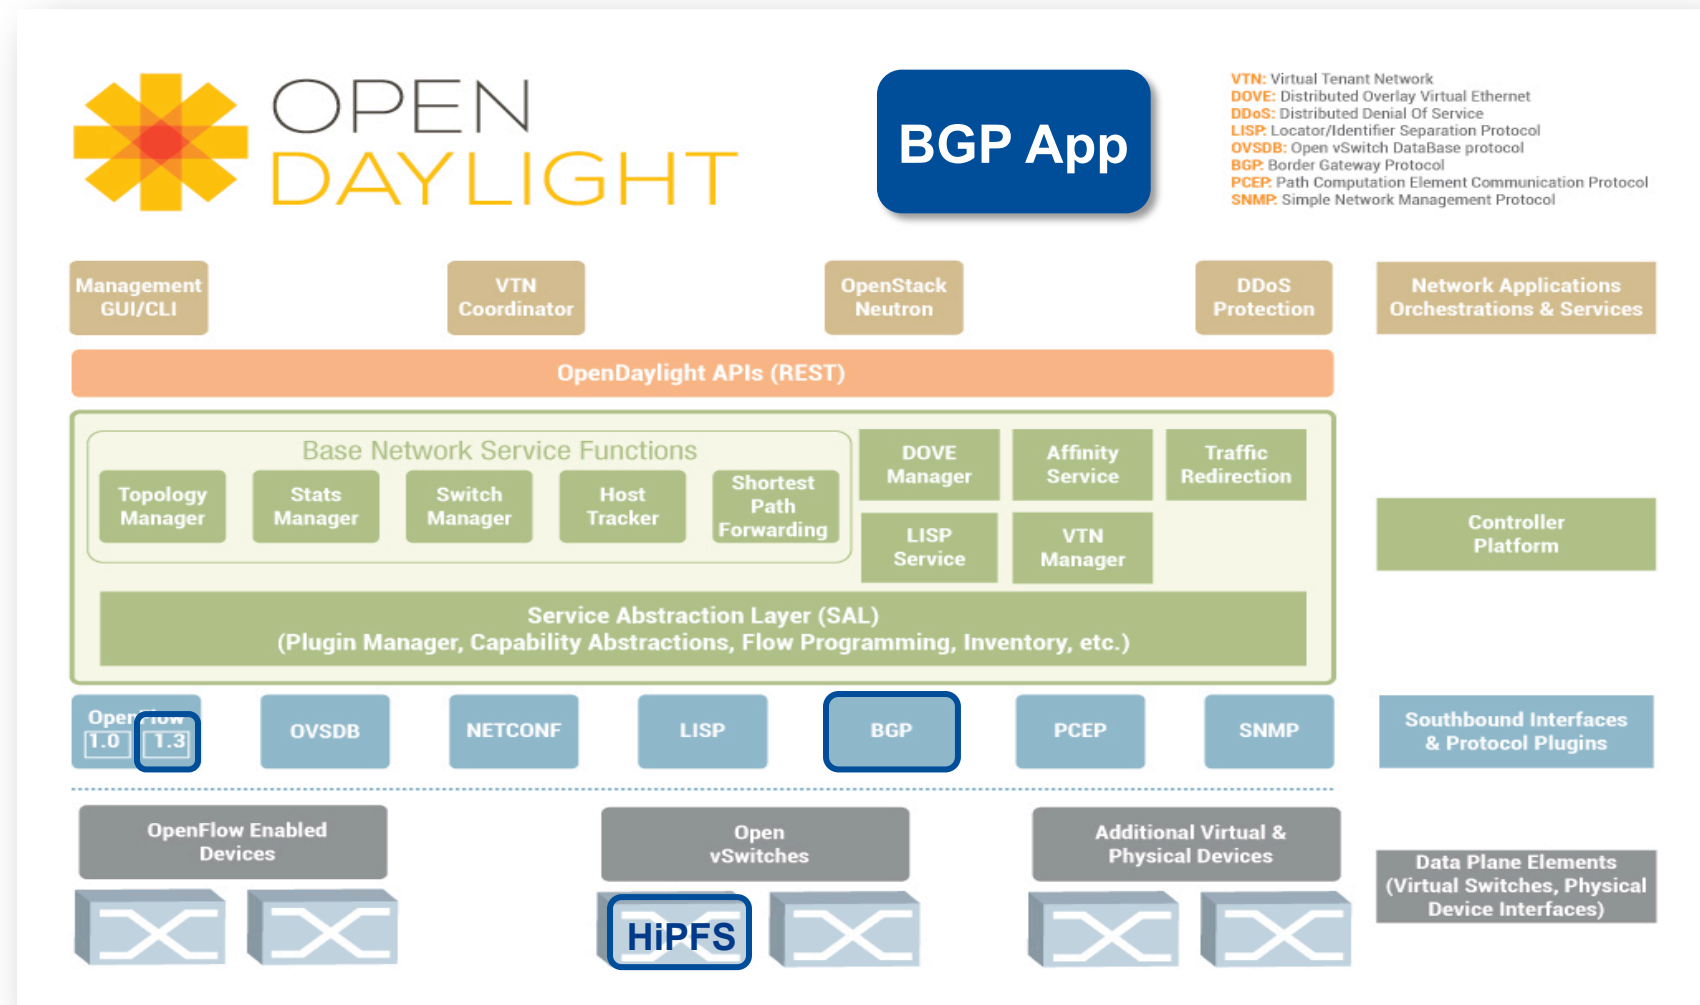 OPEN
DAYLIGHT
BGP App
VTN: Virtual Tenant Network
DOVE: Distributed Overlay Virtual Ethernet
DDoS: Distributed Denial Of Service
LISP: Locator/Identifier Separation Protocol
OVSDB: Open vSwitch DataBase protocol
BGP: Border Gateway Protocol
PCEP: Path Computation Element Communication Protocol
SNMP: Simple Network Management Protocol
Management
GUI/CLI
VTN
Coordinator
OpenStack
Neutron
DDoS
Protection
Network Applications
Orchestrations & Services
OpenDaylight APIs (REST)
Base Network Service Functions
Topology
Manager
Stats
Manager
Switch
Manager
Host
Tracker
Shortest
Path
Forwarding
DOVE
Manager
Affinity
Service
Traffic
Redirection
LISP
Service
VTN
Manager
Controller
Platform
Service Abstraction Layer (SAL)
(Plugin Manager, Capability Abstractions, Flow Programming, Inventory, etc.)
OpenFlow
1.0
1.3
OVSDB
NETCONF
LISP
BGP
PCEP
SNMP
Southbound Interfaces
& Protocol Plugins
OpenFlow Enabled
Devices
Open
vSwitches
Additional Virtual &
Physical Devices
Data Plane Elements
(Virtual Switches, Physical
Device Interfaces)
HiPFS